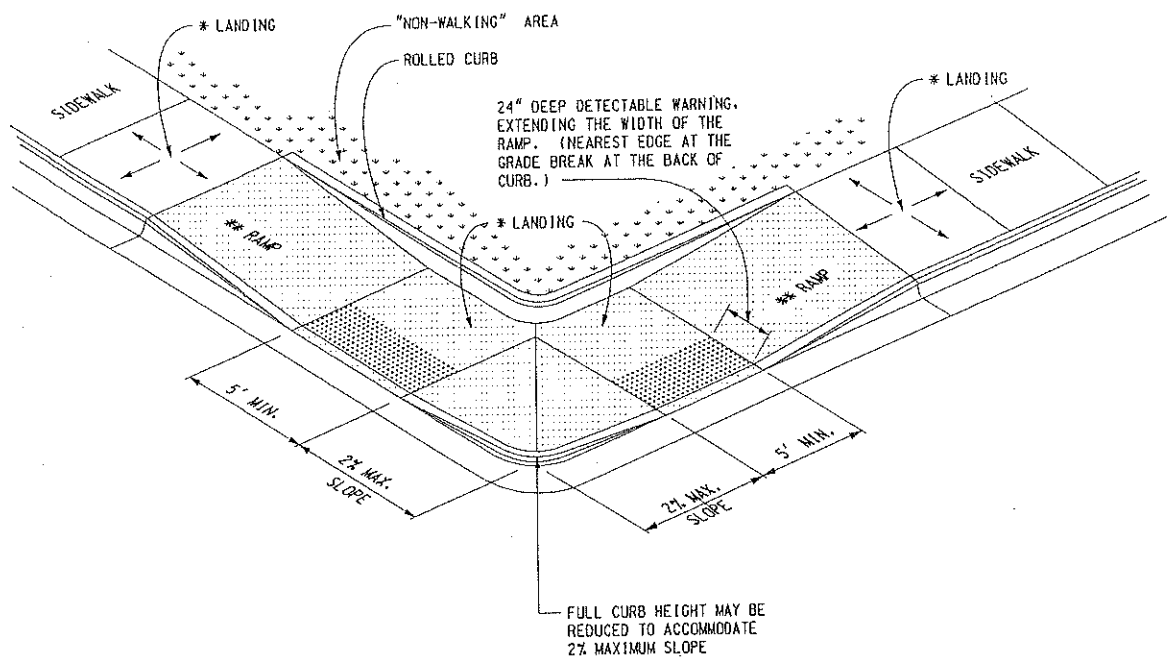 * LANDING
"NON-WALKING" AREA
ROLLED CURB
* LANDING
SIDEWALK
24" DEEP DETECTABLE WARNING,
EXTENDING THE WIDTH OF THE
RAMP. (NEAREST EDGE AT THE
GRADE BREAK AT THE BACK OF
CURB.)
SIDEWALK
* LANDING
** RAMP
** RAMP
5' MIN.
2% MAX.
SLOPE
5' MIN.
2% MAX.
SLOPE
FULL CURB HEIGHT MAY BE
REDUCED TO ACCOMMODATE
2% MAXIMUM SLOPE